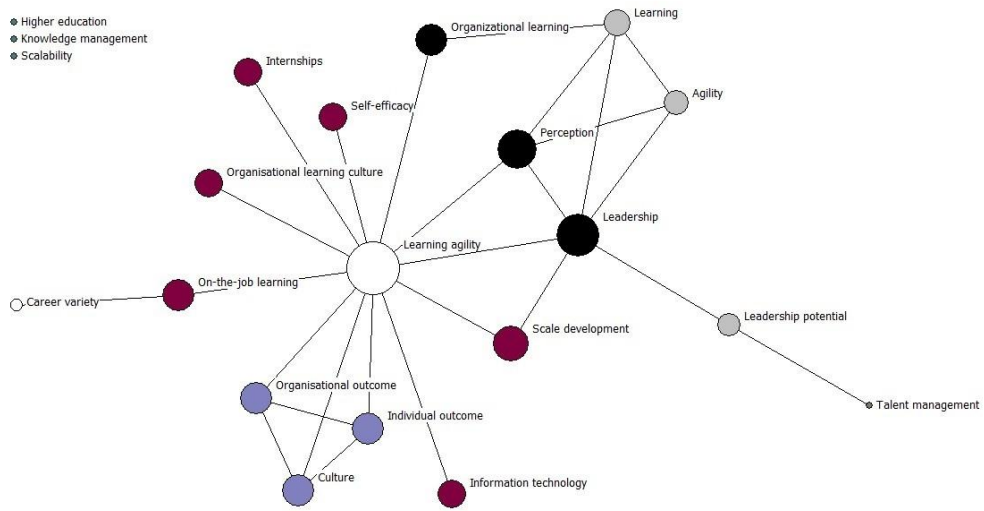 Higher education
Knowledge management
Scalability
Learning
Organizational learning
Internships
Agility
Self-efficacy
Perception
Organisational learning culture
Leadership
Learning agility
On-the-job learning
Career variety
Leadership potential
Scale development
Organisational outcome
Talent management
Individual outcome
Culture
Information technology